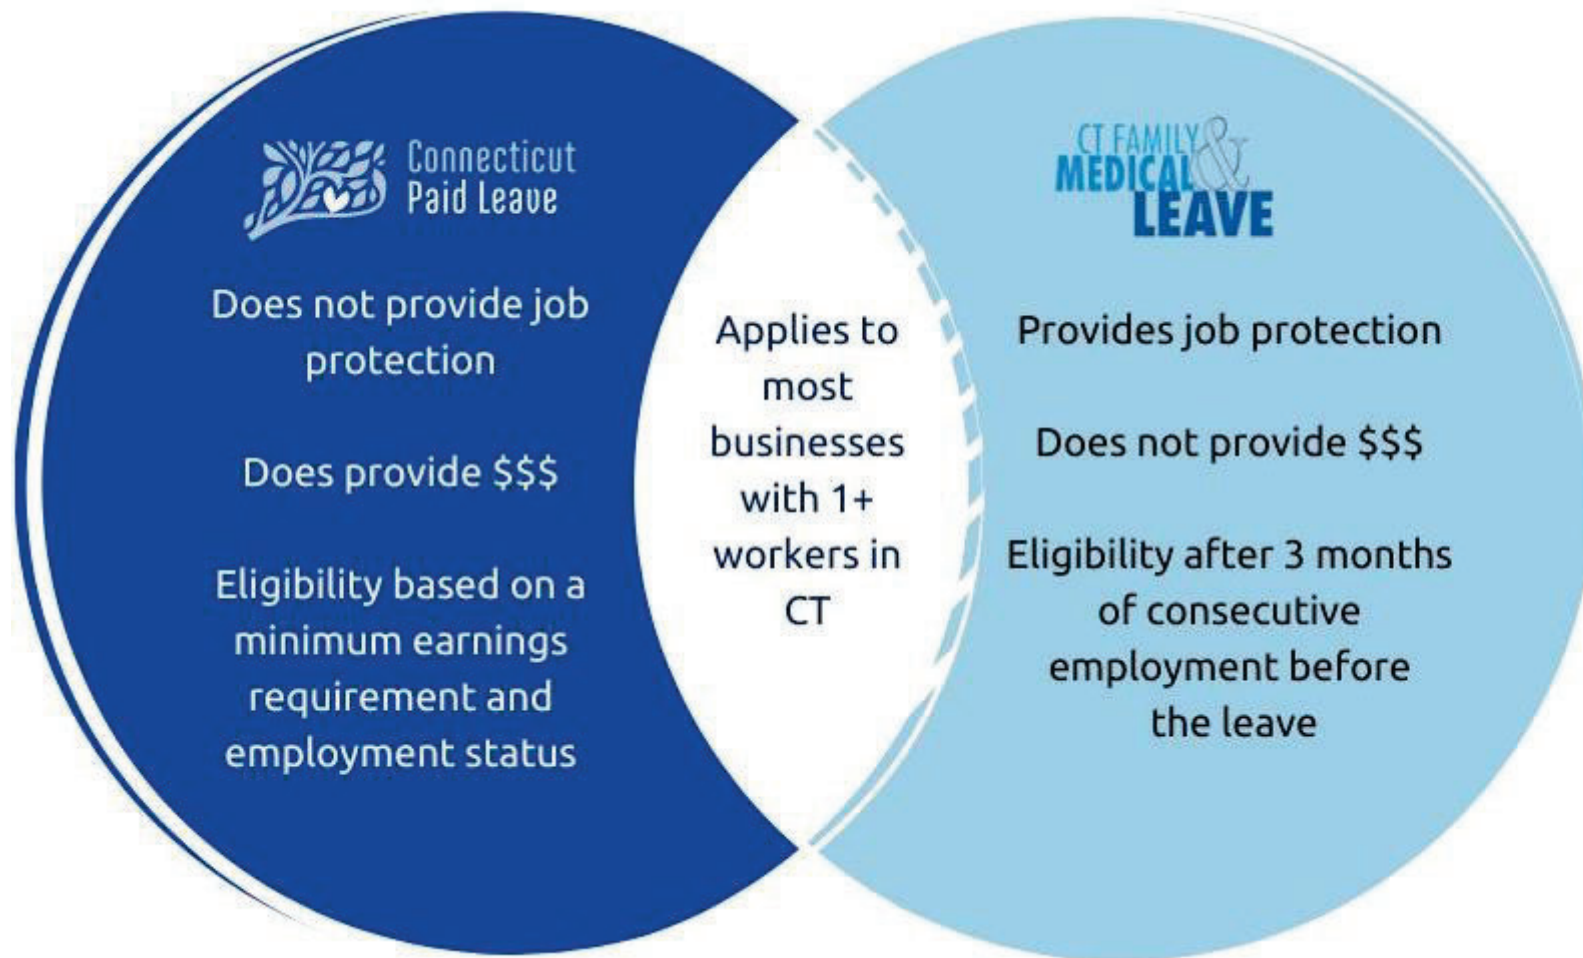 Connecticut
Paid Leave
Does not provide job
protection
Does provide $$$
Eligibility based on a
minimum earnings
requirement and
employment status
Applies to
most
businesses
with 1+
workers in
CT
CT FAMILY &
MEDICAL
LEAVE
Provides job protection
Does not provide $$$
Eligibility after 3 months
of consecutive
employment before
the leave